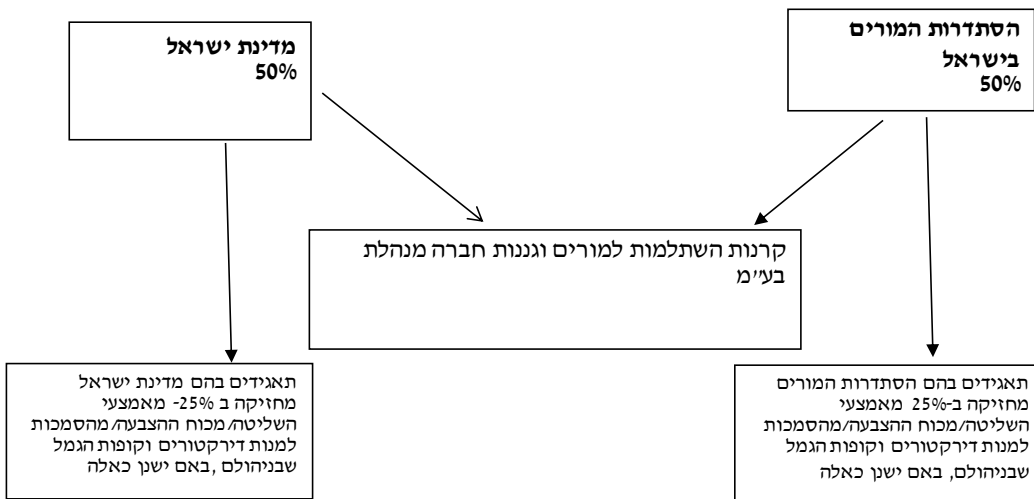 הסתדרות המורים
בישראל
50%
מדינת ישראל
50%
קרנות השתלמות למורים וגננות חברה מנהלת
בע״מ
תאגידים בהם הסתדרות המורים
מחזיקה ב-25% מאמצעי
השליטה/מכוח ההצבעה/מהסמכות
למנות דירקטורים וקופות הגמל
שבניהולם, באם ישנן כאלה
תאגידים בהם מדינת ישראל
מחזיקה ב 25%- מאמצעי
השליטה/מכוח ההצבעה/מהסמכות
למנות דירקטורים וקופות הגמל
שבניהולם ,באם ישנן כאלה